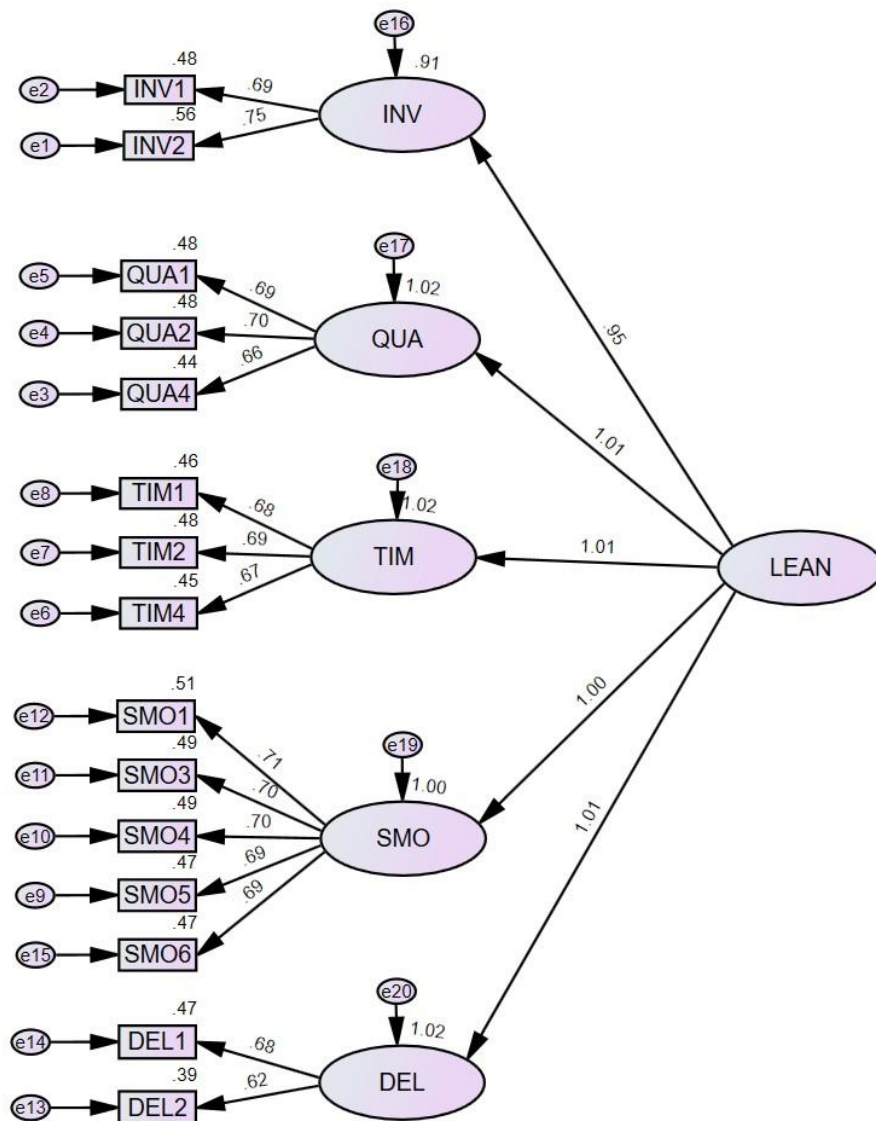 e16
.48
.91
e2
INV1
.69
INV
.56
.75
e1
INV2
e17
.48
1.02
e5
QUA1
.69
.48
e4
QUA2
.70
QUA
.44
.66
e3
QUA4
.95
1.01
e18
.46
1.02
e8
TIM1
.68
.48
e7
TIM2
.69
TIM
1.01
LEAN
.45
.67
e6
TIM4
.51
e12
SMO1
.71
e19
.49
1.00
e11
SMO3
.70
1.00
.49
e10
SMO4
.70
SMO
.47
.69
e9
SMO5
1.01
.47
.69
e15
SMO6
e20
.47
1.02
e14
DEL1
.68
.39
DEL
.62
e13
DEL2